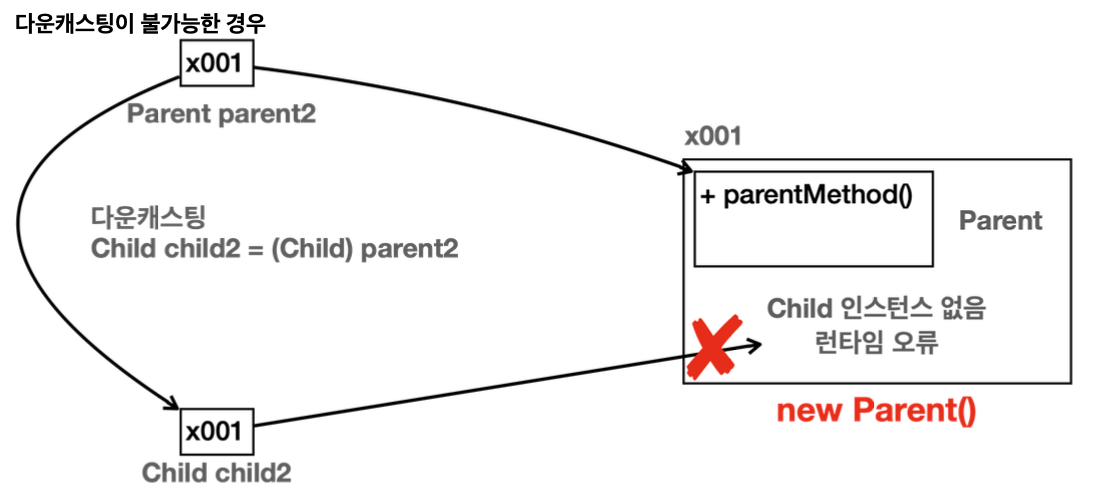 다운캐스팅이 불가능한 경우
x001
Parent parent2
x001
+ parentMethod()
Parent
다운캐스팅
Child child2 = (Child) parent2
Child 인스턴스 없음
런타임 오류
new Parent()
x001
Child child2